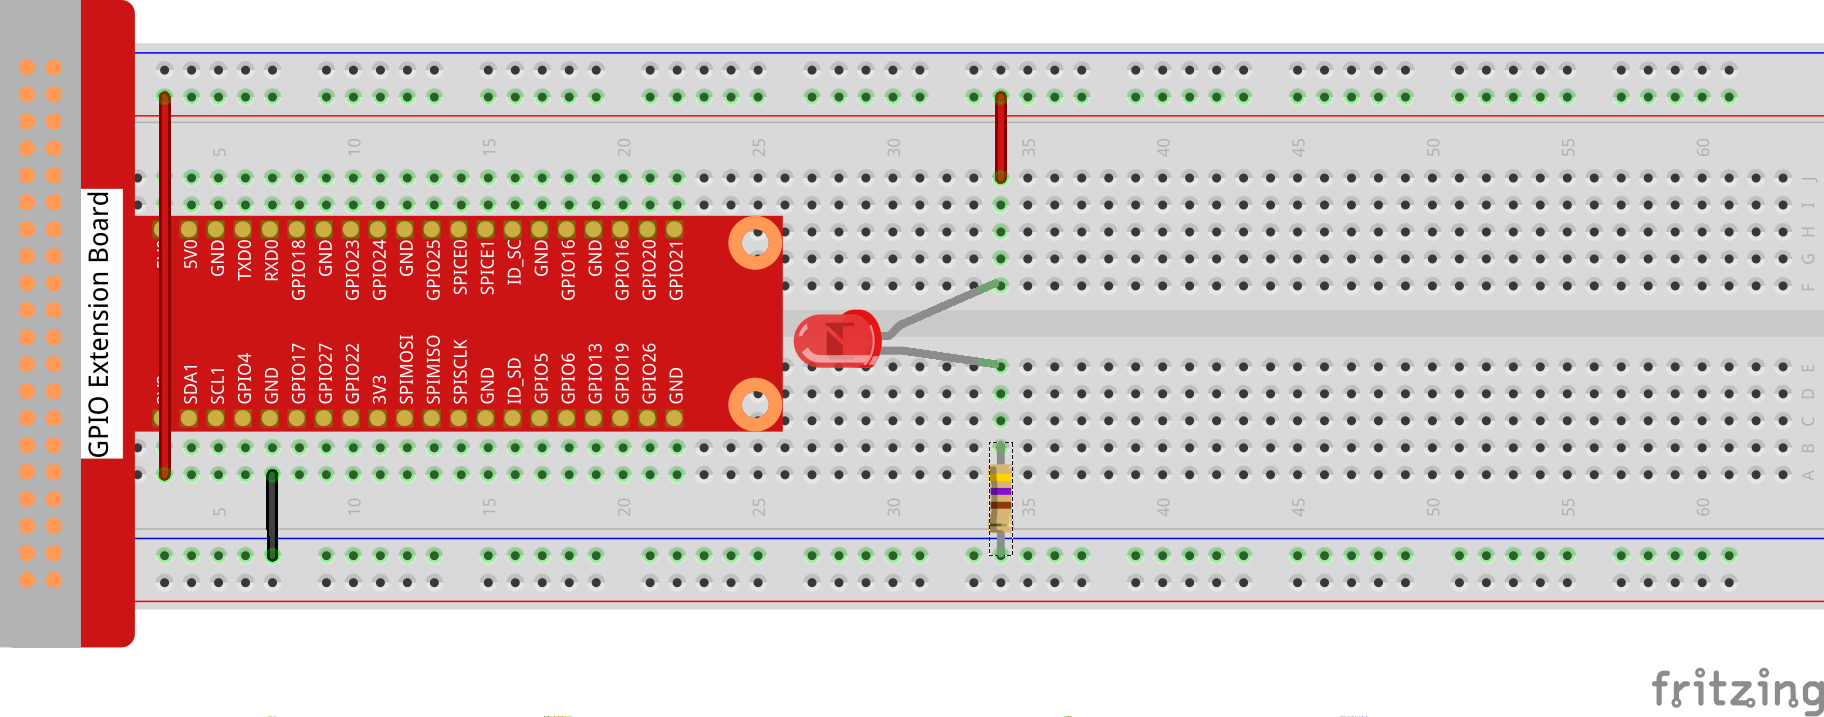 GPIO Extension Board
5 10 15 20 25 30 35 40 45 50 55 60
J
I
H
G
F
5V0 GND TXD0 RXD0 GPIO18 GND GPIO23 GPIO24 GND GPIO25 SPICE0 SPICE1 ID_SC GND GPIO16 GND GPIO16 GPIO20 GPIO21
SDA1 SCL1 GPIO4 GND GPIO17 GPIO27 GPIO22 3V3 SPIMOSI SPIMISO SPISCLK GND ID_SD GPIO5 GPIO6 GPIO13 GPIO19 GPIO26 GND
E
D
C
B
A
5 10 15 20 25 30 35 40 45 50 55 60
fritzing